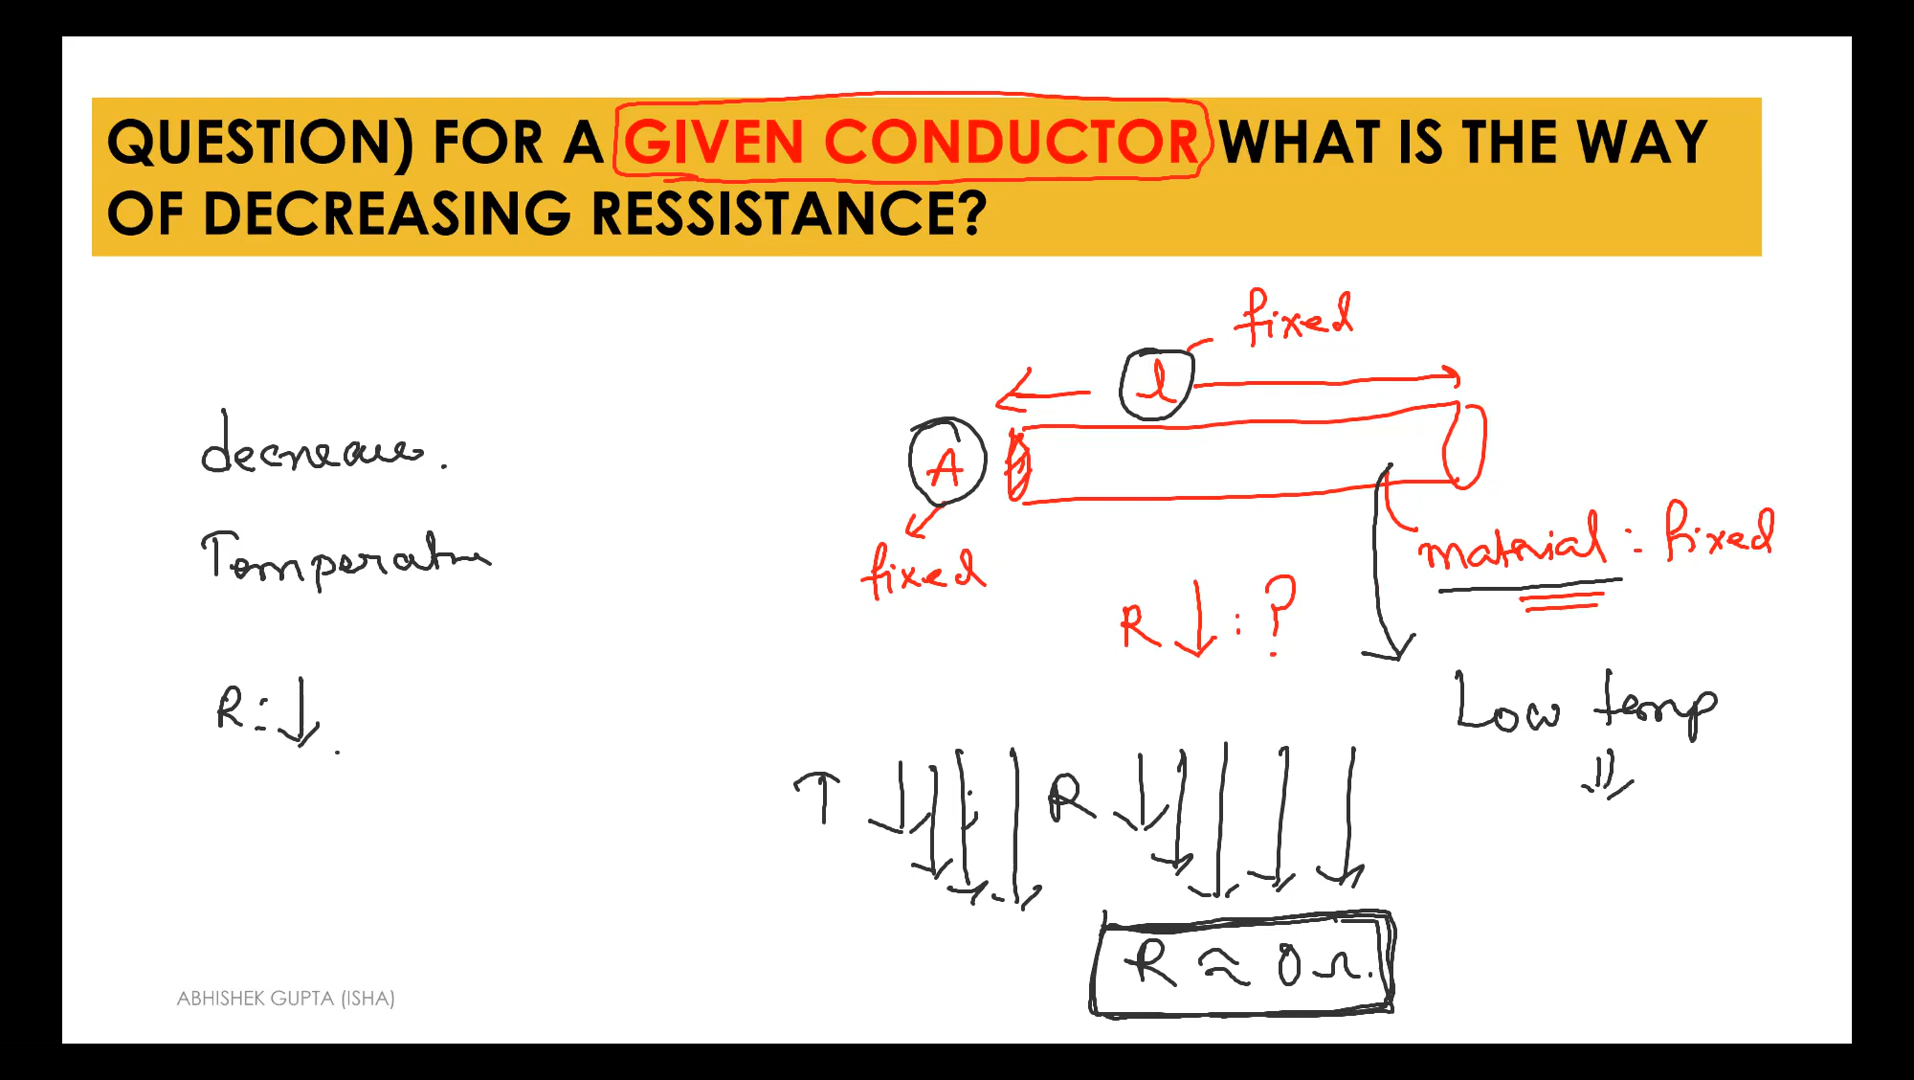 QUESTION) FOR A GIVEN CONDUCTOR WHAT IS THE WAY
OF DECREASING RESSISTANCE?
fixed
l
A
decrease.
fixed
material : fixed
Temperatu
R ↓ : ?
R : ↓ .
Low temp
T ↓ ↓ ↓ ↓ : R ↓ ↓ ↓ ↓ ↓
R ≈ 0 Ω.
ABHISHEK GUPTA (ISHA)